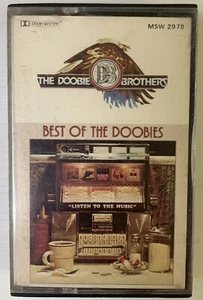 DOLBY SYSTEM
M5W 2978
THE DOOBIE BROTHERS
BEST OF THE DOOBIES
"LISTEN TO THE MUSIC"